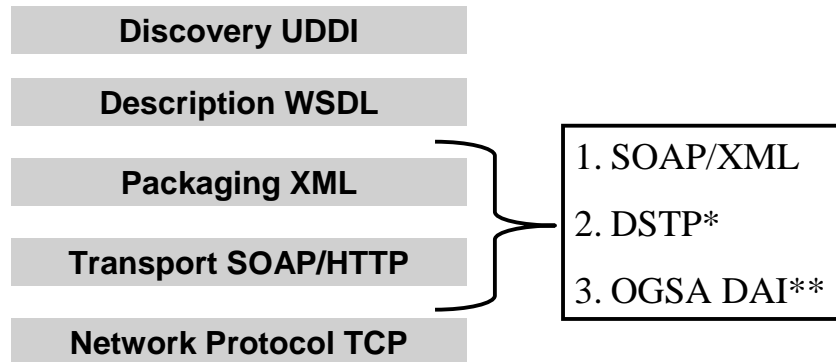 Discovery UDDI
Description WSDL
Packaging XML
Transport SOAP/HTTP
Network Protocol TCP
1. SOAP/XML
2. DSTP*
3. OGSA DAI**